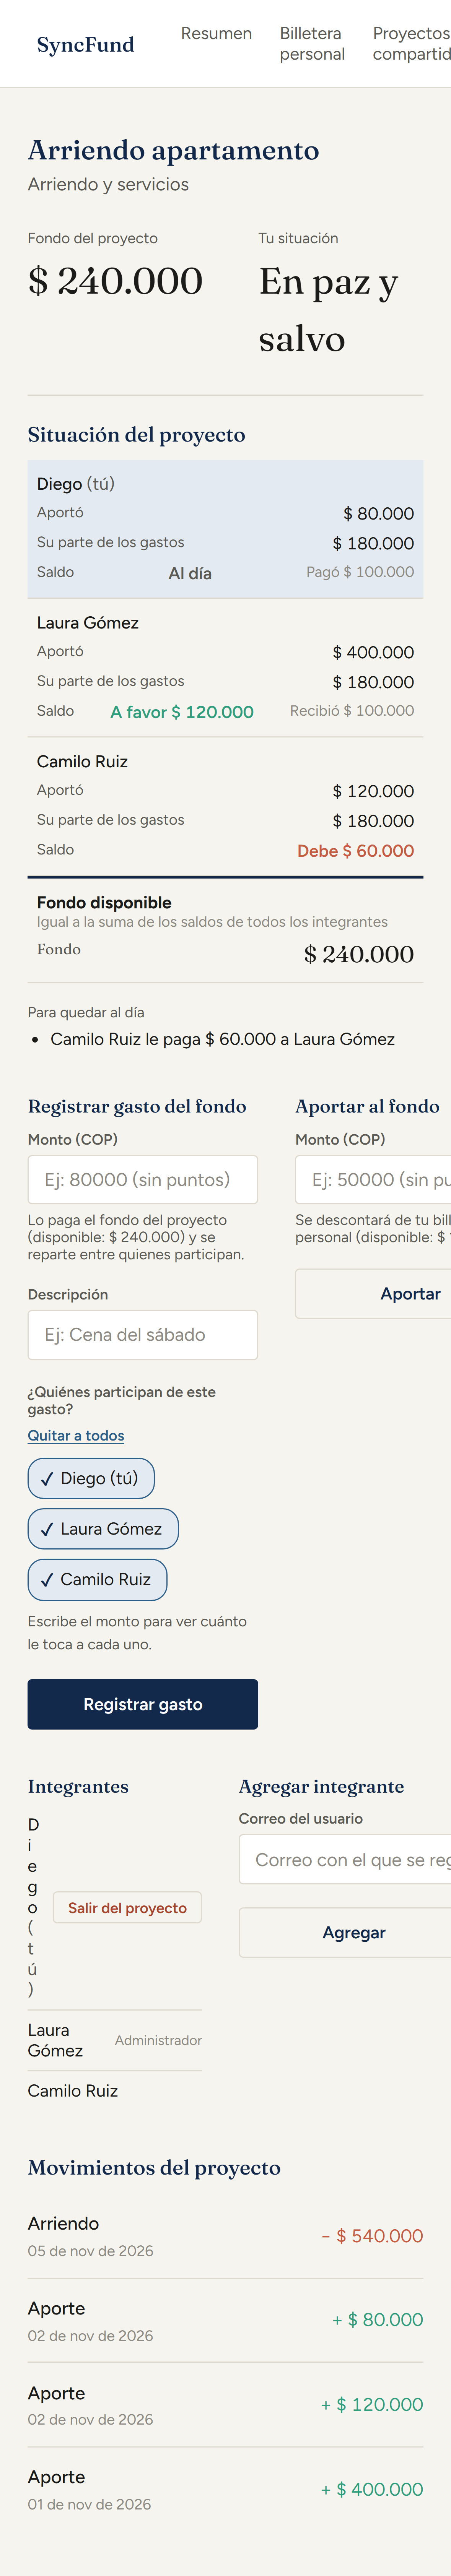 SyncFund
Resumen
Billetera
personal
Proyectos
compartid
Arriendo apartamento
Arriendo y servicios
Fondo del proyecto
$ 240.000
Tu situación
En paz y
salvo
Situación del proyecto
Diego (tú)
Aportó $ 80.000
Su parte de los gastos $ 180.000
Saldo Al día Pagó $ 100.000
Laura Gómez
Aportó $ 400.000
Su parte de los gastos $ 180.000
Saldo A favor $ 120.000 Recibió $ 100.000
Camilo Ruiz
Aportó $ 120.000
Su parte de los gastos $ 180.000
Saldo Debe $ 60.000
Fondo disponible
Igual a la suma de los saldos de todos los integrantes
Fondo $ 240.000
Para quedar al día
• Camilo Ruiz le paga $ 60.000 a Laura Gómez
Registrar gasto del fondo
Monto (COP)
Ej: 80000 (sin puntos)
Lo paga el fondo del proyecto
(disponible: $ 240.000) y se
reparte entre quienes participan.
Descripción
Ej: Cena del sábado
¿Quiénes participan de este
gasto?
Quitar a todos
✓ Diego (tú)
✓ Laura Gómez
✓ Camilo Ruiz
Escribe el monto para ver cuánto
le toca a cada uno.
Registrar gasto
Aportar al fondo
Monto (COP)
Ej: 50000 (sin pu
Se descontará de tu bill
personal (disponible: $
Aportar
Integrantes
Diego (tú)
Salir del proyecto
Laura
Gómez
Administrador
Camilo Ruiz
Agregar integrante
Correo del usuario
Correo con el que se reg
Agregar
Movimientos del proyecto
Arriendo
05 de nov de 2026
− $ 540.000
Aporte
02 de nov de 2026
+ $ 80.000
Aporte
02 de nov de 2026
+ $ 120.000
Aporte
01 de nov de 2026
+ $ 400.000